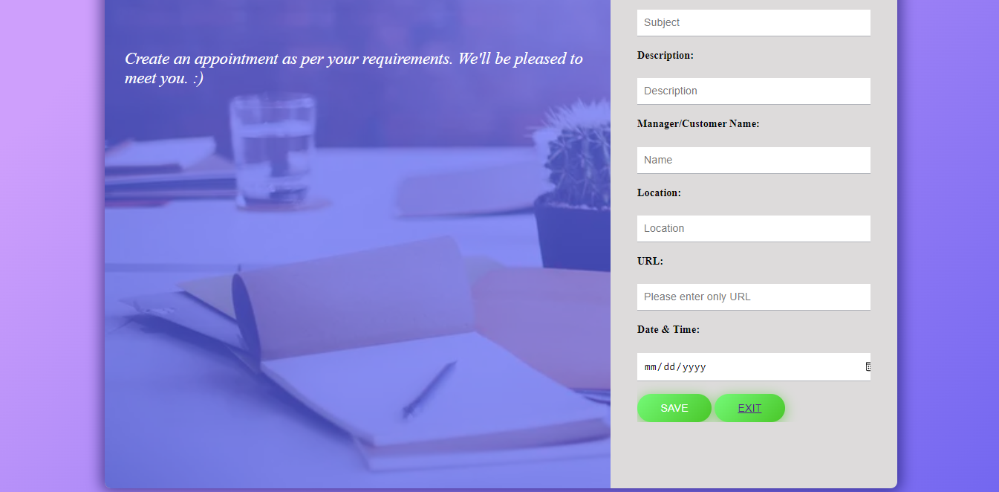 Create an appointment as per your requirements. We'll be pleased to
meet you. :)
Subject
Description:
Description
Manager/Customer Name:
Name
Location:
Location
URL:
Please enter only URL
Date & Time:
mm/dd/yyyy
SAVE EXIT